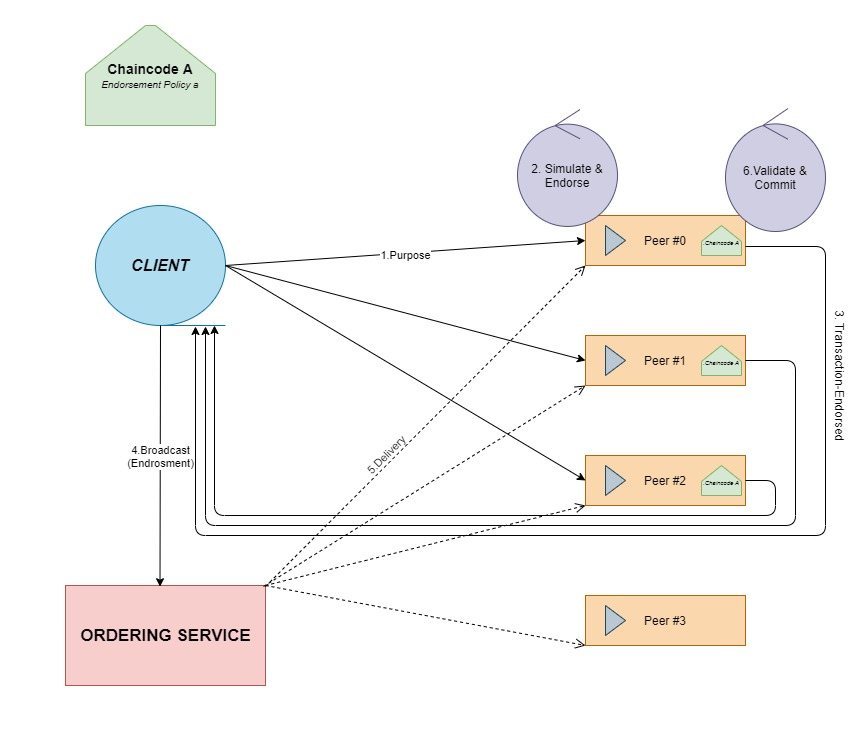 Chaincode A
Endorsement Policy a
2. Simulate &
Endorse
6.Validate &
Commit
CLIENT
1.Purpose
Peer #0
Chaincode A
3. Transaction-Endorsed
Peer #1
Chaincode A
4.Broadcast
(Endrosment)
5.Delivery
Peer #2
Chaincode A
ORDERING SERVICE
Peer #3